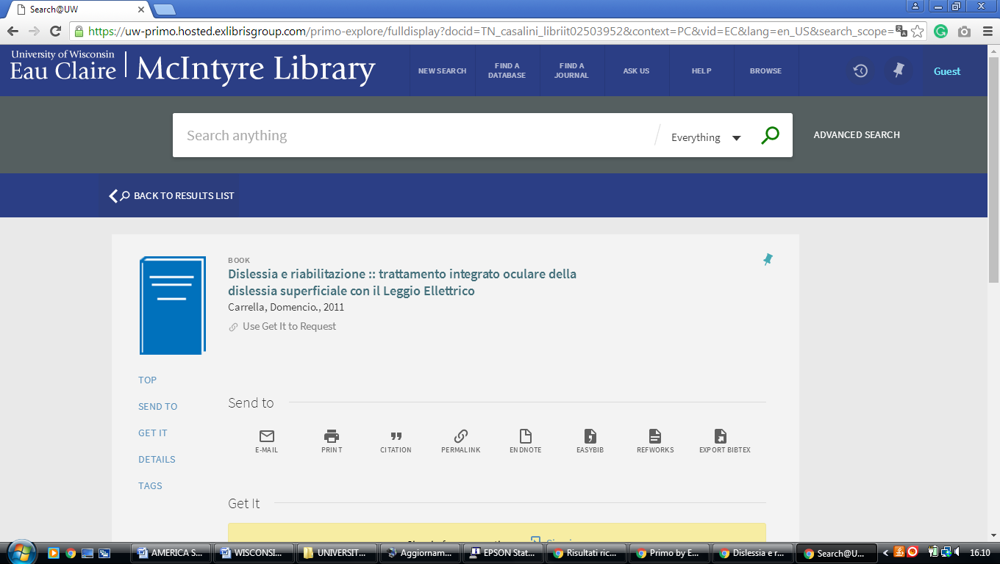 Search@UW
https://uw-primo.hosted.exlibrisgroup.com/primo-explore/fulldisplay?docid=TN_casalini_libriit02503952&context=PC&vid=EC&lang=en_US&search_scope=
University of Wisconsin
Eau Claire
McIntyre Library
NEW SEARCH
FIND A
DATABASE
FIND A
JOURNAL
ASK US
HELP
BROWSE
Guest
Search anything
Everything
ADVANCED SEARCH
BACK TO RESULTS LIST
BOOK
Dislessia e riabilitazione :: trattamento integrato oculare della
dislessia superficiale con il Leggio Ellettrico
Carrella, Domencio., 2011
Use Get It to Request
TOP
SEND TO
GET IT
DETAILS
TAGS
Send to
E-MAIL
PRINT
CITATION
PERMALINK
ENDNOTE
EASYBIB
REFWORKS
EXPORT BIBTEX
Get It
AMERICA S...
WISCONSI...
UNIVERSIT...
Aggiornam...
EPSON Stat...
Risultati ric...
Primo by E...
Dislessia e r...
Search@U...
16.10